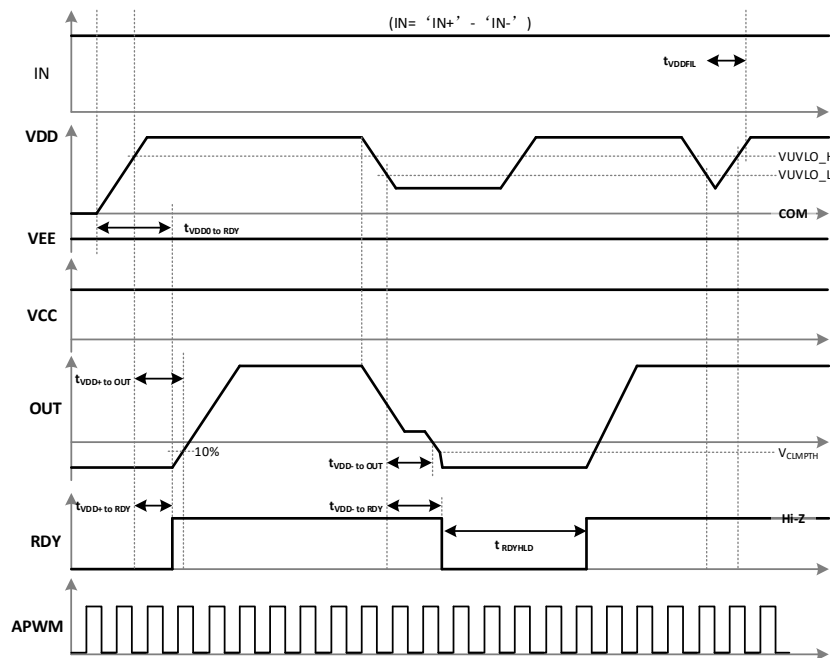 (IN= ‘IN+’ - ‘IN-’ )
IN
tVDDFIL
VDD
VUVLO_H
VUVLO_L
COM
tVDD0 to RDY
VEE
VCC
tVDD+ to OUT
OUT
10%
tVDD- to OUT
VCLMPTH
tVDD+ to RDY
tVDD- to RDY
Hi-Z
RDY
t RDYHLD
APWM